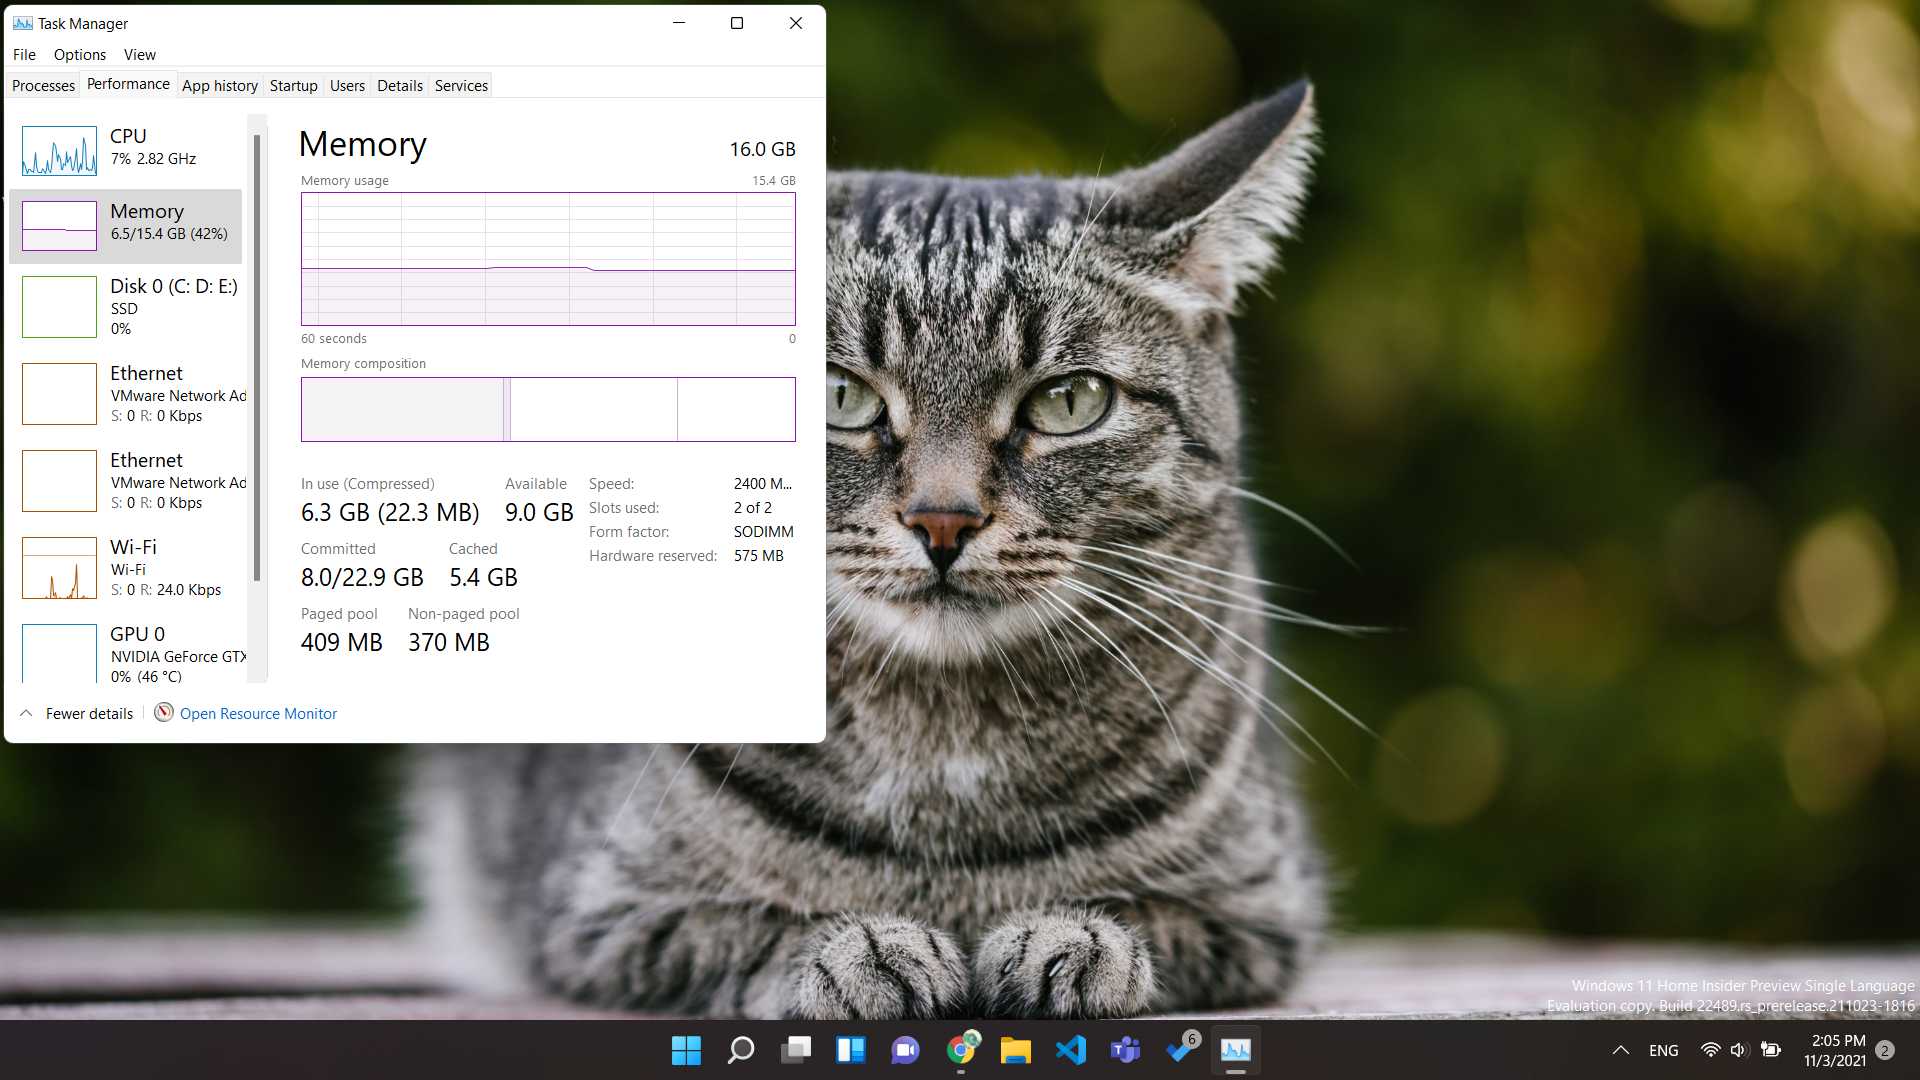 Task Manager
File Options View
Processes Performance App history Startup Users Details Services
CPU
7% 2.82 GHz
Memory
6.5/15.4 GB (42%)
Disk 0 (C: D: E:)
SSD
0%
Ethernet
VMware Network Ad
S: 0 R: 0 Kbps
Ethernet
VMware Network Ad
S: 0 R: 0 Kbps
Wi-Fi
Wi-Fi
S: 0 R: 24.0 Kbps
GPU 0
NVIDIA GeForce GTX
0% (46 °C)
Memory 16.0 GB
Memory usage 15.4 GB
60 seconds 0
Memory composition
In use (Compressed) Available
6.3 GB (22.3 MB) 9.0 GB
Committed Cached
8.0/22.9 GB 5.4 GB
Paged pool Non-paged pool
409 MB 370 MB
Speed: 2400 M...
Slots used: 2 of 2
Form factor: SODIMM
Hardware reserved: 575 MB
Fewer details Open Resource Monitor
Windows 11 Home Insider Preview Single Language
Evaluation copy. Build 22489.rs_prerelease.211023-1816
6
ENG
2:05 PM
11/3/2021
2